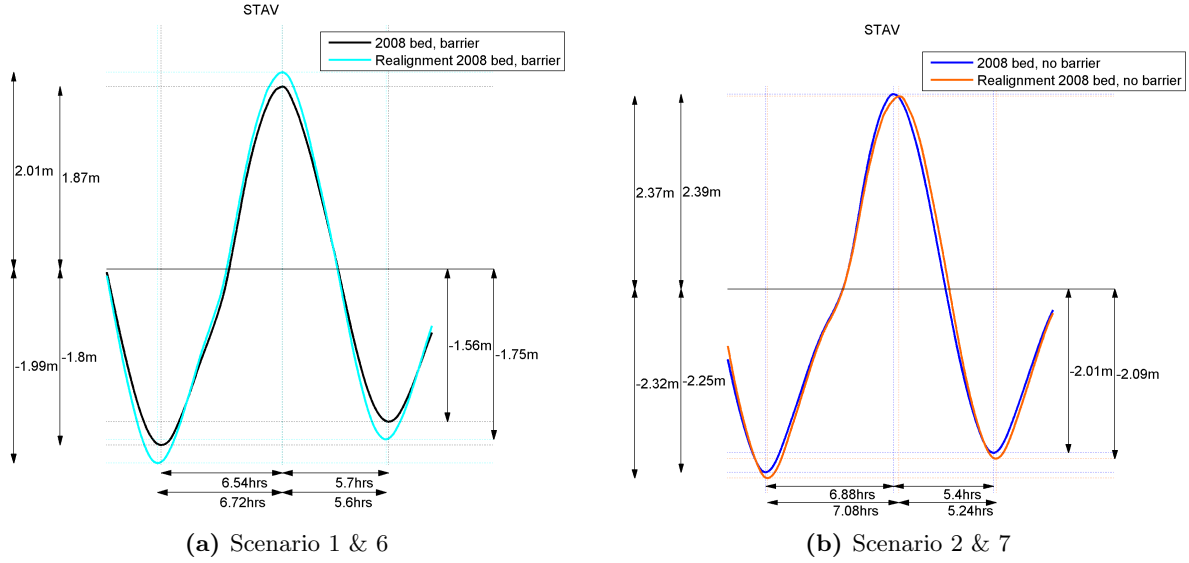 STAV
2008 bed, barrier
Realignment 2008 bed, barrier
2.01m
1.87m
-1.99m
-1.8m
-1.56m
-1.75m
6.54hrs
5.7hrs
6.72hrs
5.6hrs
(a) Scenario 1 & 6
STAV
2008 bed, no barrier
Realignment 2008 bed, no barrier
2.37m
2.39m
-2.32m
-2.25m
-2.01m
-2.09m
6.88hrs
5.4hrs
7.08hrs
5.24hrs
(b) Scenario 2 & 7